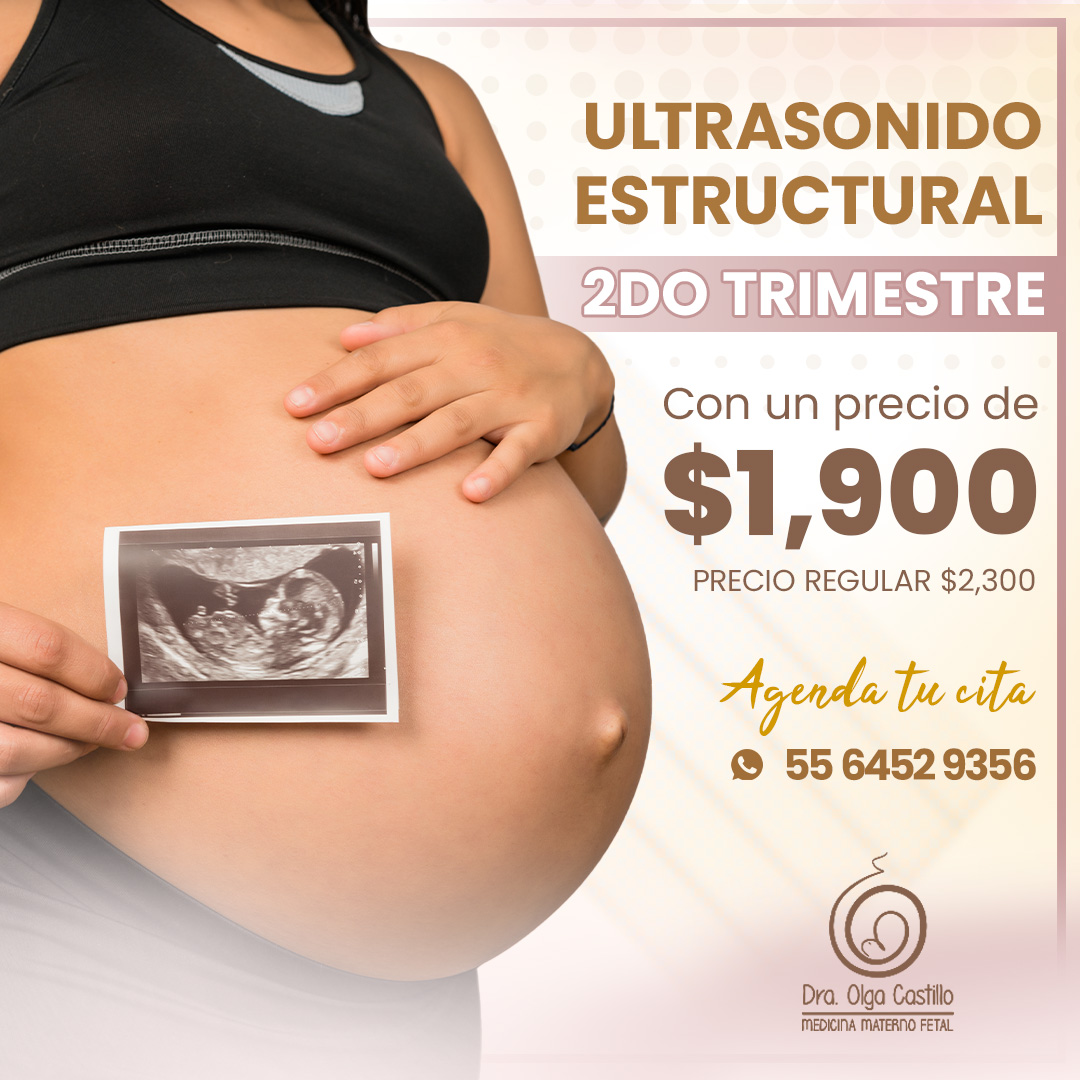 ULTRASONIDO
ESTRUCTURAL
2DO TRIMESTRE
Con un precio de
$1,900
PRECIO REGULAR $2,300
Agenda tu cita
55 6452 9356
Dra. Olga Castillo
MEDICINA MATERNO FETAL